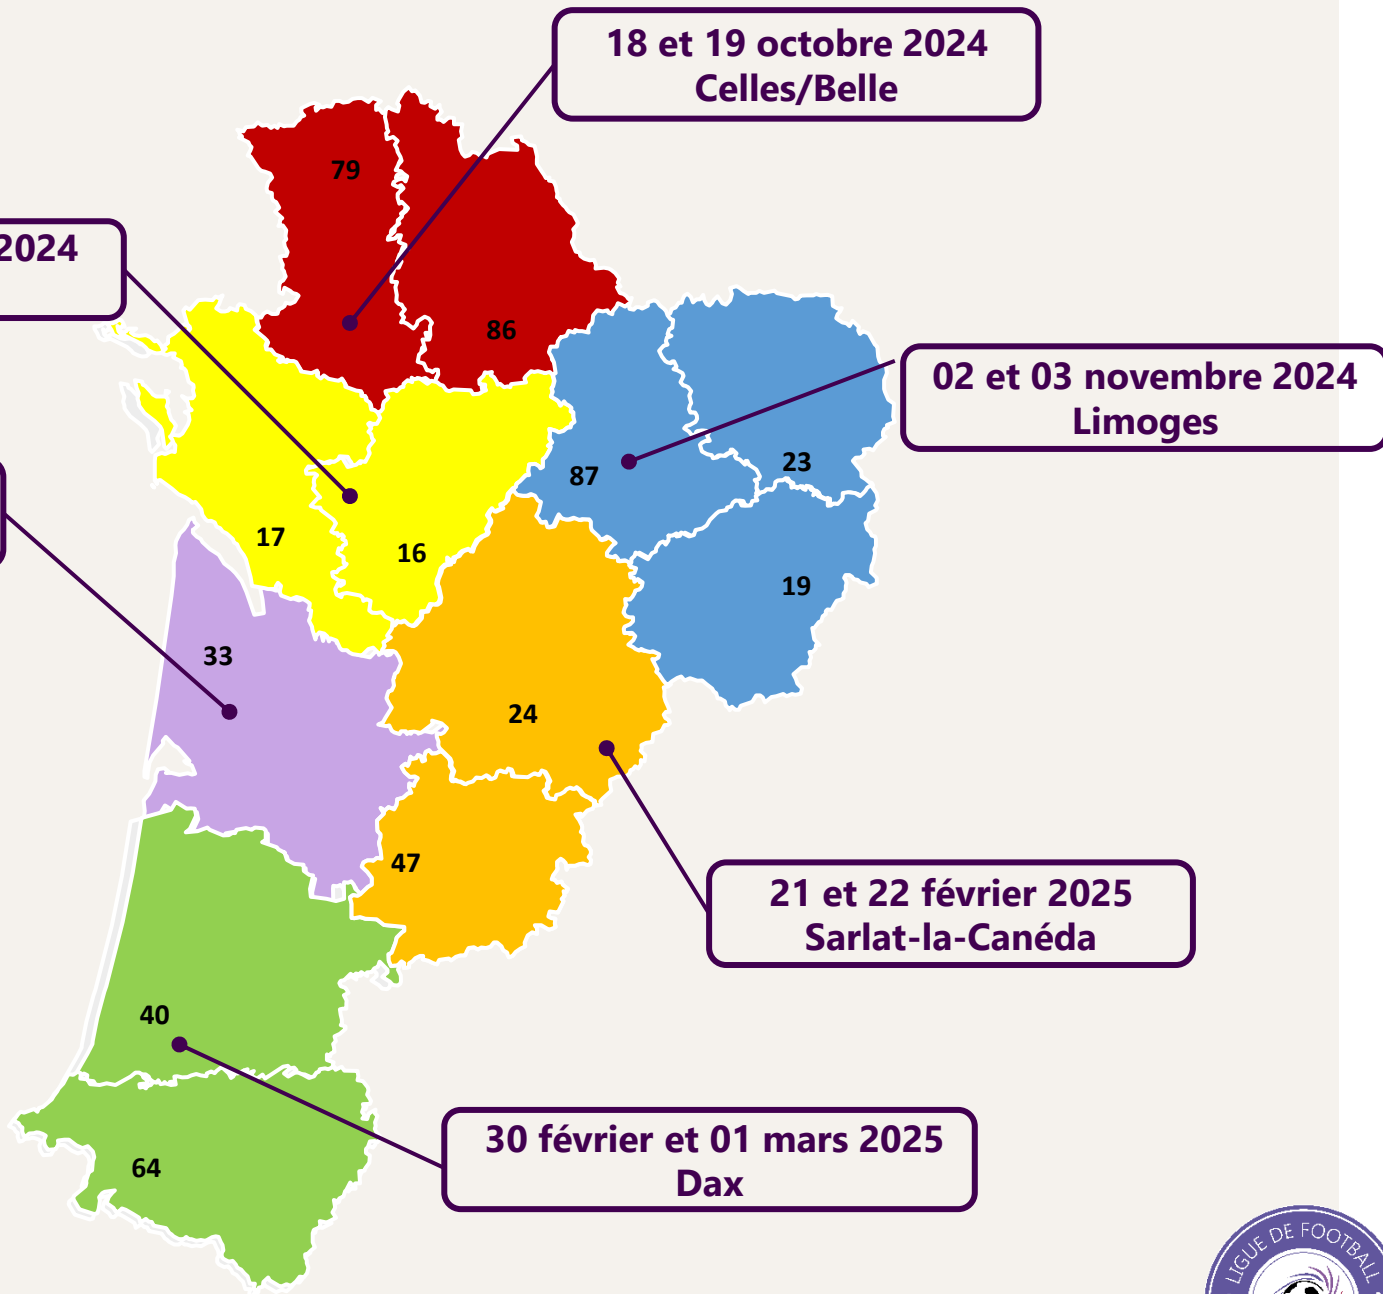 18 et 19 octobre 2024
Celles/Belle
79
2024
86
02 et 03 novembre 2024
Limoges
87
23
17
16
19
33
24
47
21 et 22 février 2025
Sarlat-la-Canéda
40
30 février et 01 mars 2025
Dax
64
LIGUE DE FOOTBALL